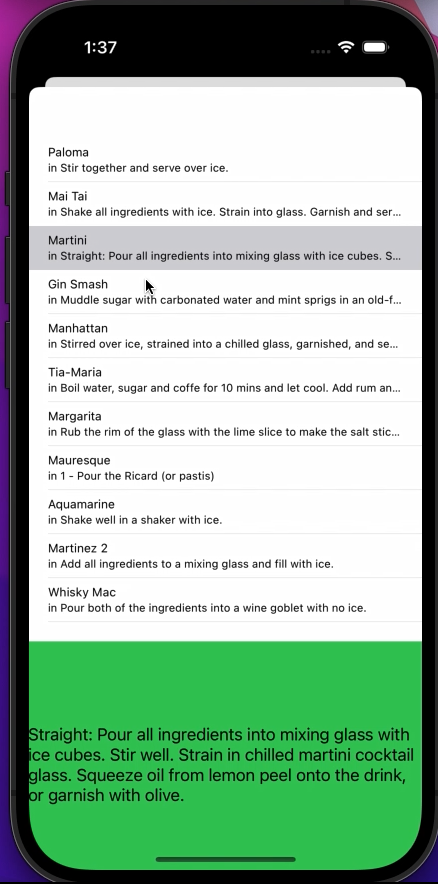 1:37
Paloma
in Stir together and serve over ice.
Mai Tai
in Shake all ingredients with ice. Strain into glass. Garnish and ser...
Martini
in Straight: Pour all ingredients into mixing glass with ice cubes. S...
Gin Smash
in Muddle sugar with carbonated water and mint sprigs in an old-f...
Manhattan
in Stirred over ice, strained into a chilled glass, garnished, and se...
Tia-Maria
in Boil water, sugar and coffe for 10 mins and let cool. Add rum an...
Margarita
in Rub the rim of the glass with the lime slice to make the salt stic...
Mauresque
in 1 - Pour the Ricard (or pastis)
Aquamarine
in Shake well in a shaker with ice.
Martinez 2
in Add all ingredients to a mixing glass and fill with ice.
Whisky Mac
in Pour both of the ingredients into a wine goblet with no ice.
Straight: Pour all ingredients into mixing glass with
ice cubes. Stir well. Strain in chilled martini cocktail
glass. Squeeze oil from lemon peel onto the drink,
or garnish with olive.